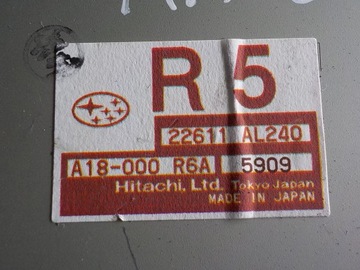 R 5
22611 AL240
A18-000 R6A 5909
Hitachi, Ltd. Tokyo Japan
MADE IN JAPAN